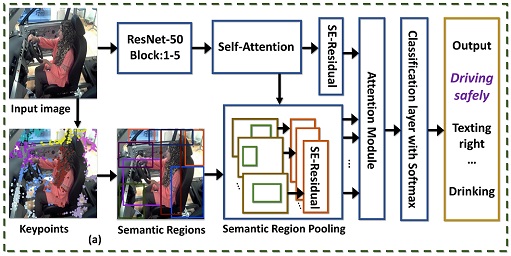 Input image
ResNet-50
Block:1-5
Self-Attention
SE-Residual
Attention Module
Classification layer with Softmax
Output
Driving
safely
Texting
right
...
Drinking
Keypoints
(a)
Semantic Regions
SE-Residual
...
...
...
Semantic Region Pooling